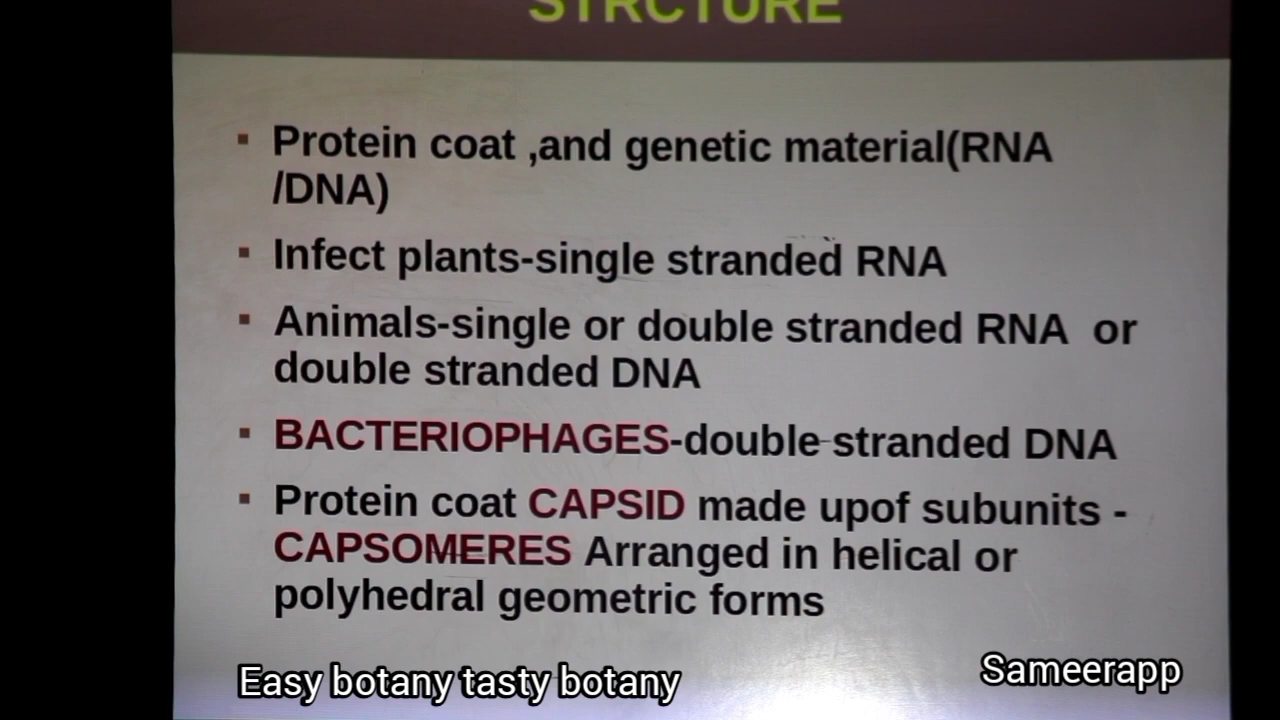 STRCTURE
▪ Protein coat ,and genetic material(RNA
/DNA)
▪ Infect plants-single stranded RNA
▪ Animals-single or double stranded RNA or
double stranded DNA
▪ BACTERIOPHAGES-double stranded DNA
▪ Protein coat CAPSID made upof subunits -
CAPSOMERES Arranged in helical or
polyhedral geometric forms
Easy botany tasty botany
Sameerapp